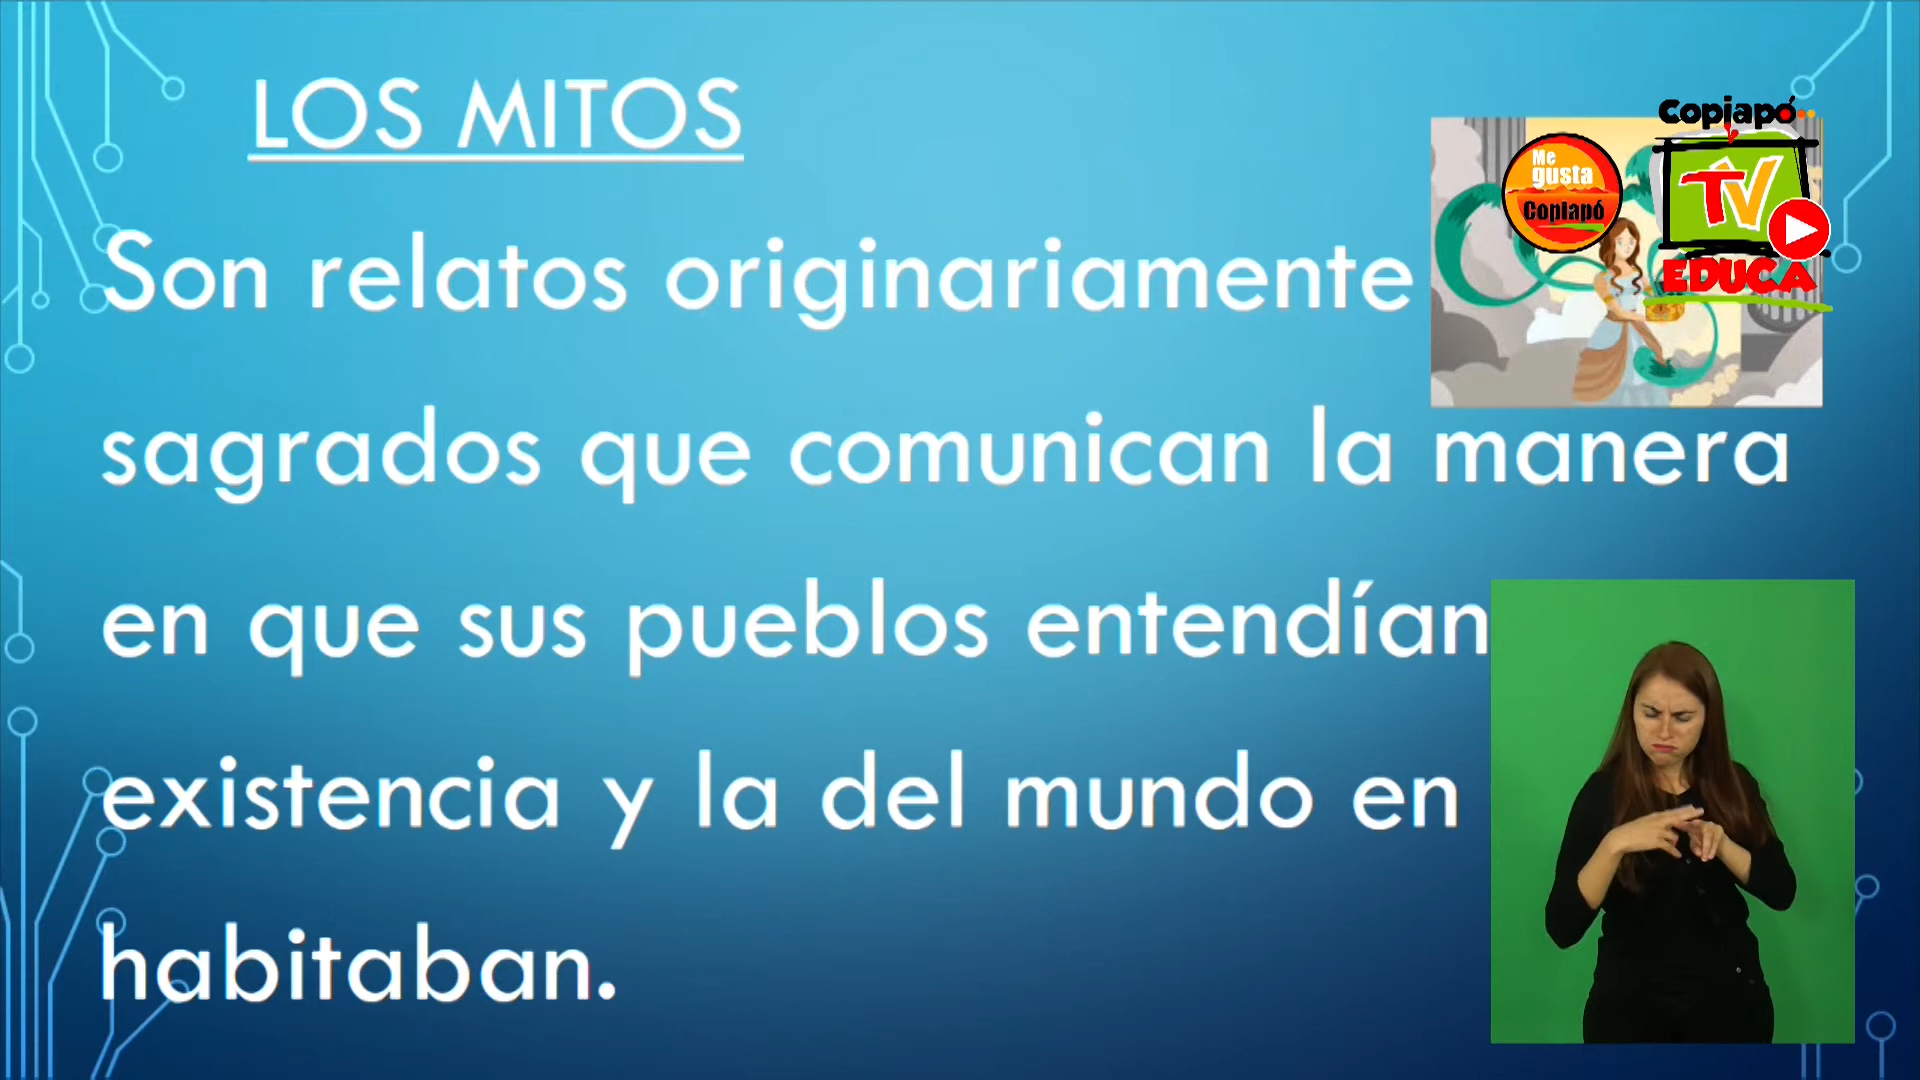 LOS MITOS
Son relatos originariamente
sagrados que comunican la manera
en que sus pueblos entendían
existencia y la del mundo en
habitaban.
Copiapó
Me
gusta
Copiapó
TV
EDUCA